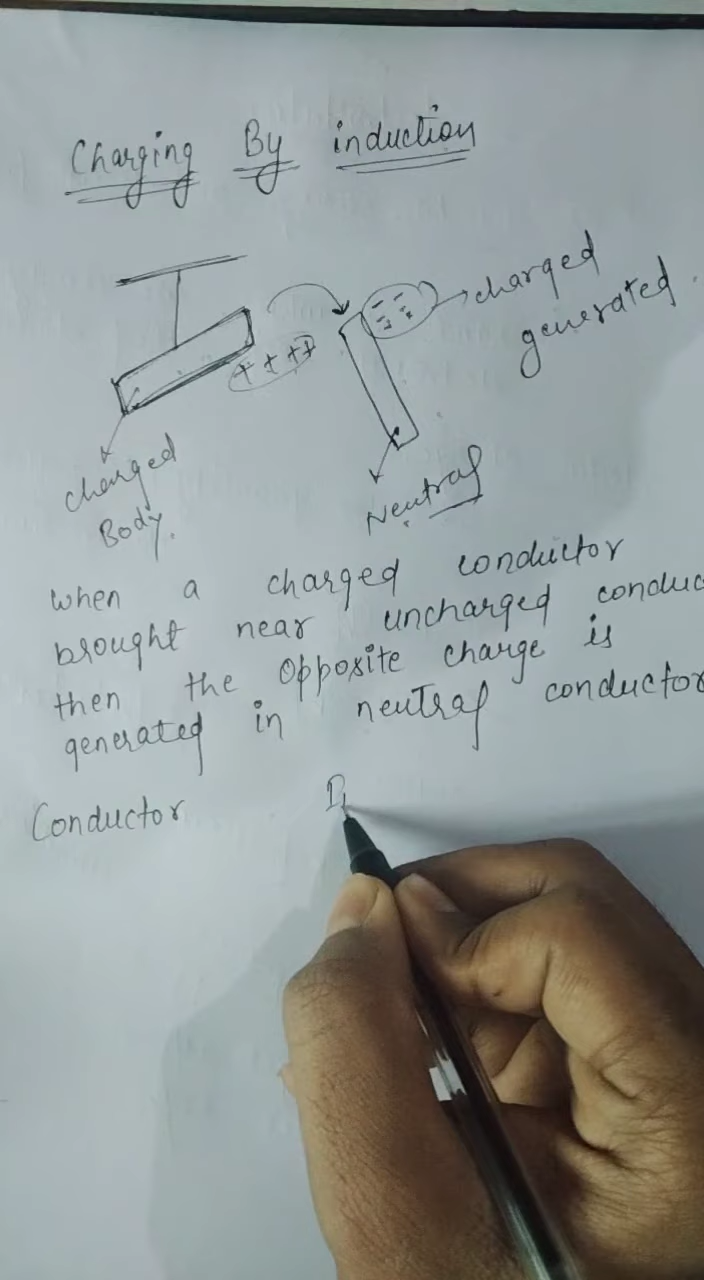 Charging By induction
+ + + +
- - - -
charged
generated.
charged
Body.
Neutral
when a charged conductor
brought near uncharged conduc
then the opposite charge is
generated in neutral conductor
Conductor